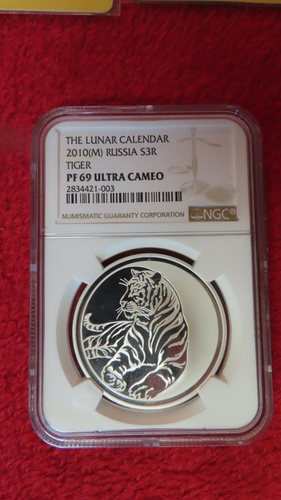 THE LUNAR CALENDAR
2010(M) RUSSIA S3R
TIGER
PF 69 ULTRA CAMEO
2834421-003
NUMISMATIC GUARANTY CORPORATION
NGC